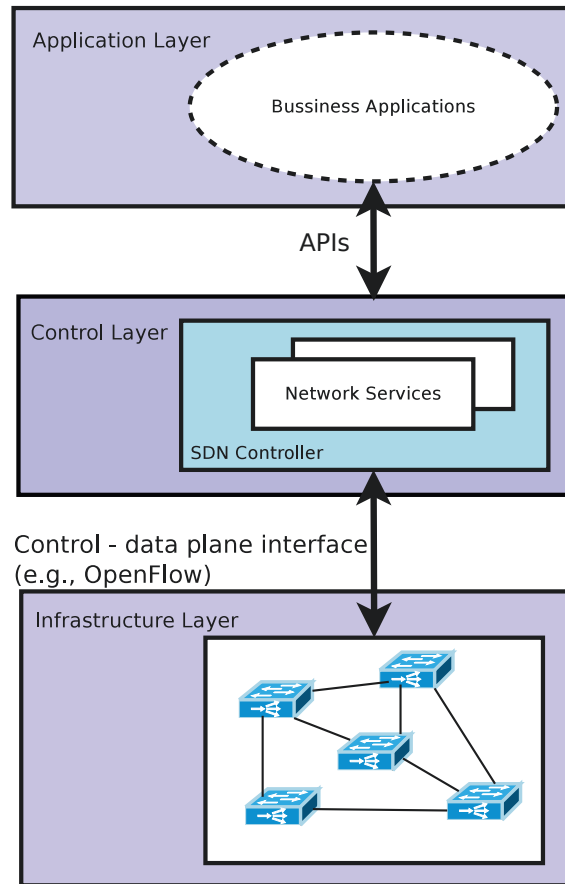 Application Layer
Bussiness Applications
APIs
Control Layer
Network Services
SDN Controller
Control - data plane interface
(e.g., OpenFlow)
Infrastructure Layer